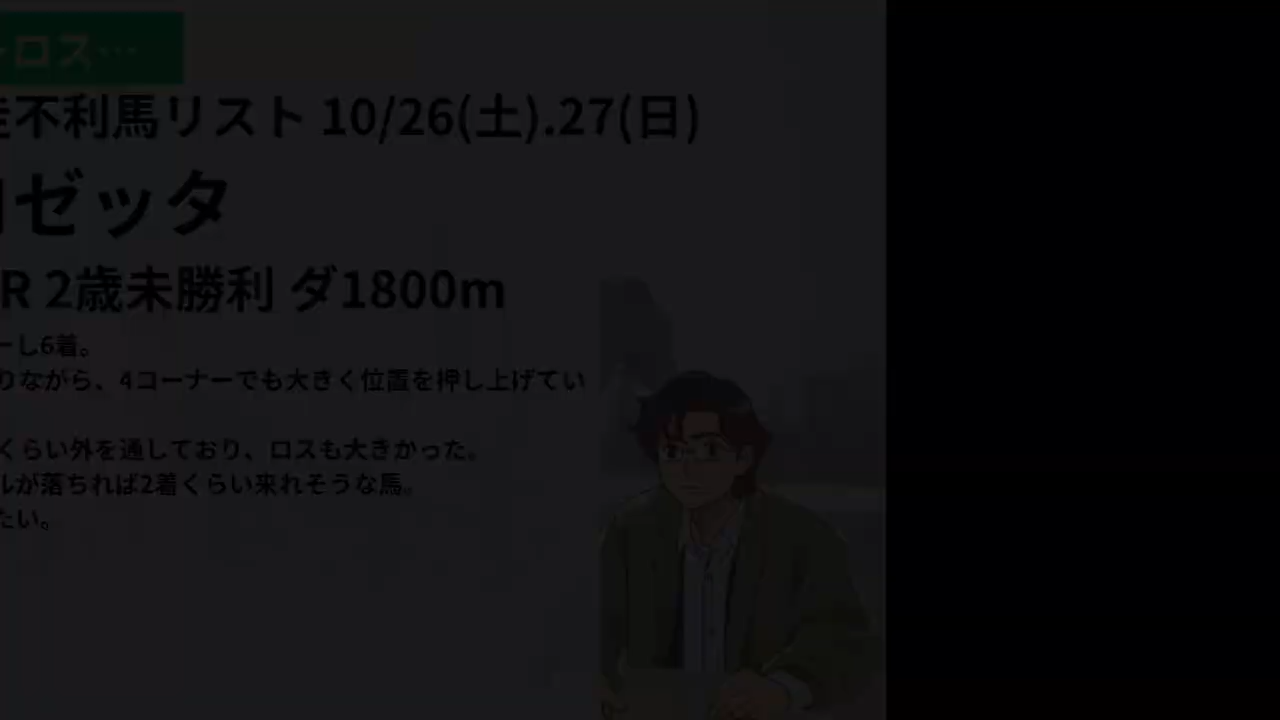 ーロス…
走不利馬リスト 10/26(土).27(日)
ロゼッタ
R 2歳未勝利 ダ1800m
ーし6着。
りながら、4コーナーでも大きく位置を押し上げてい
くらい外を通しており、ロスも大きかった。
ルが落ちれば2着くらい来れそうな馬。
たい。